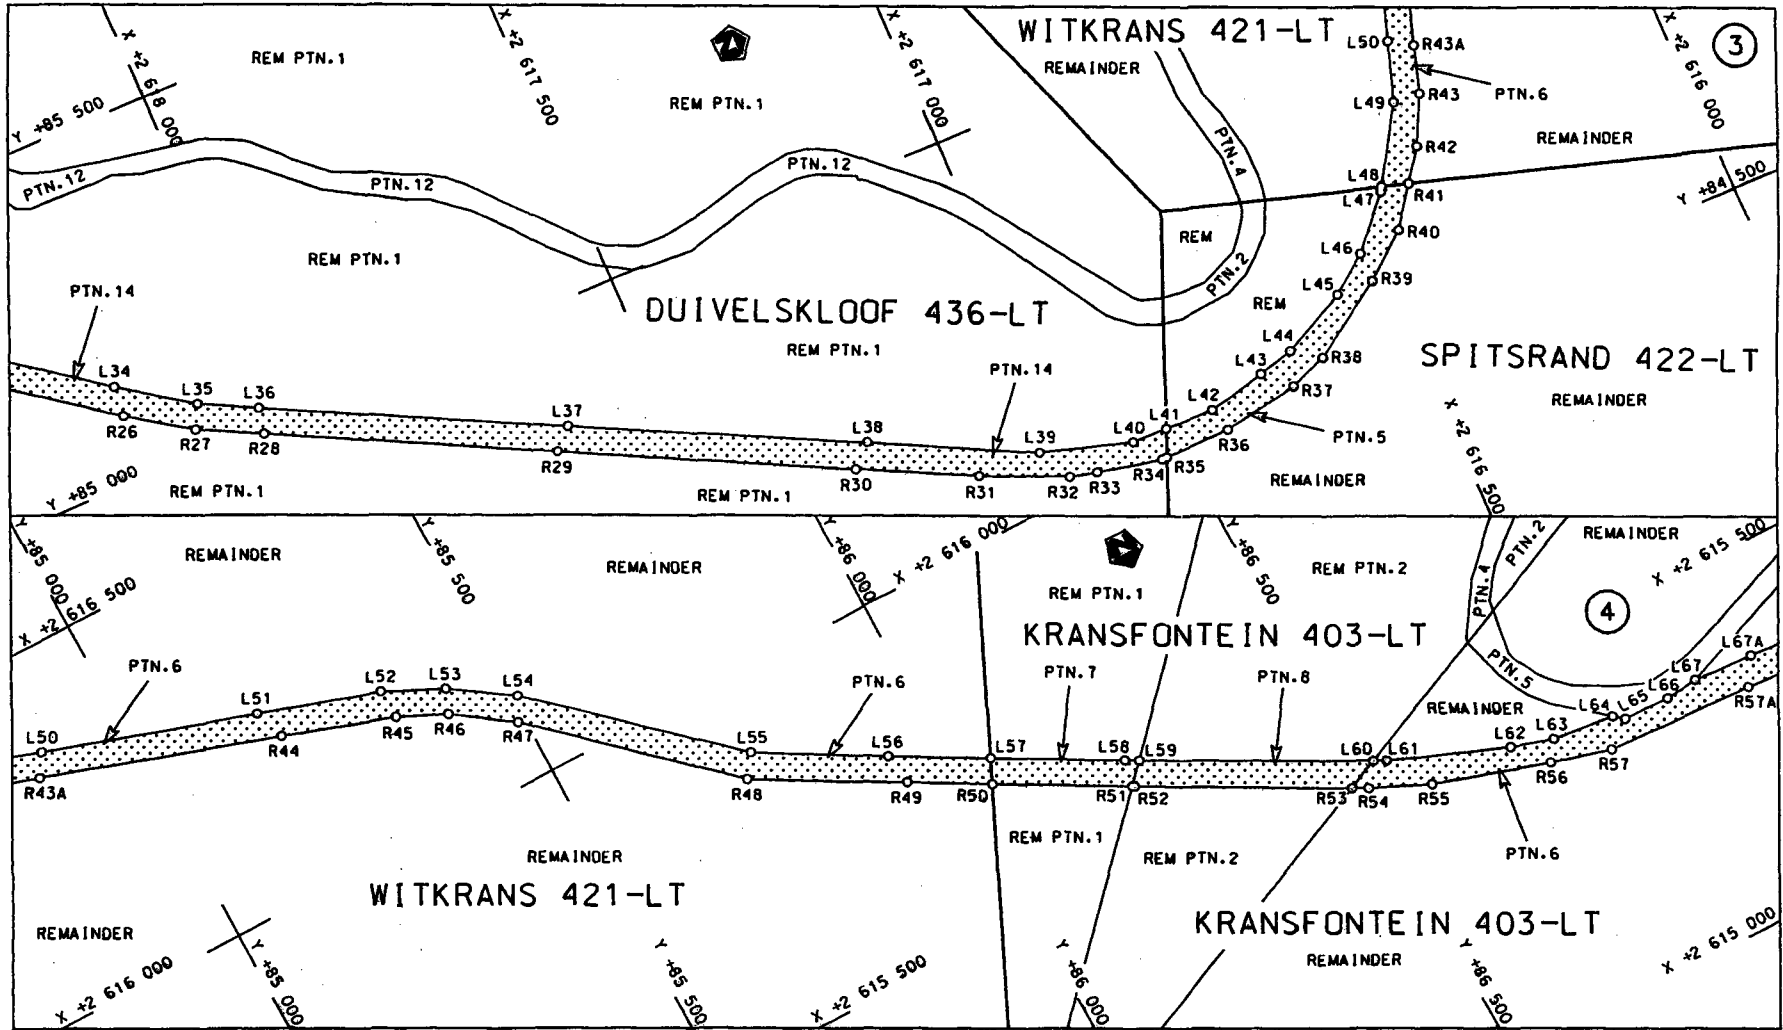 X +2 618 000
X +2 617 500
X +2 617 000
WITKRANS 421-LT
REMAINDER
L50
R43A
X +2 616 000
3
REM PTN.1
REM PTN.1
Y +85 500
L49
R43
PTN.6
REMAINDER
R42
PTN.4
PTN.12
PTN.12
PTN.12
L48
L47
R41
Y +84 500
REM
R40
PTN.2
L46
R39
REM PTN.1
PTN.14
L45
REM
DUIVELSKLOOF 436-LT
REM PTN.1
L44
R38
SPITSRAND 422-LT
REMAINDER
L34
L35
L36
L37
L38
L39
L40
L41
L42
L43
PTN.14
R37
R26
R27
R28
R29
R30
R31
R32
R33
R34
R35
R36
PTN.5
X +2 616 500
REMAINDER
Y +85 000
REM PTN.1
REM PTN.1
Y +85 000
REMAINDER
Y +85 500
REMAINDER
Y +86 000
X +2 616 000
Y +86 500
REM PTN.2
PTN.4
PTN.2
REMAINDER
X +2 615 500
X +2 616 500
REM PTN.1
4
KRANSFONTEIN 403-LT
PTN.6
PTN.6
PTN.7
PTN.8
PTN.5
REMAINDER
L50
L51
L52
L53
L54
L55
L56
L57
L58
L59
L60
L61
L62
L63
L64
L65
L66
L67
L67A
R43A
R44
R45
R46
R47
R48
R49
R50
R51
R52
R53
R54
R55
R56
R57
R57A
REM PTN.1
REM PTN.2
PTN.6
REMAINDER
WITKRANS 421-LT
KRANSFONTEIN 403-LT
REMAINDER
REMAINDER
X +2 616 000
Y +85 000
Y +85 500
X +2 615 500
Y +86 000
Y +86 500
X +2 615 000